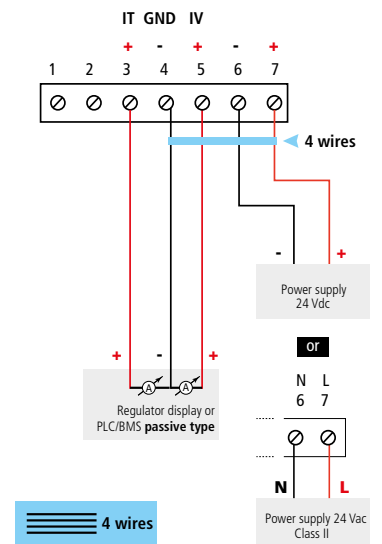 IT GND IV
+ - + - +
1 2 3 4 5 6 7
4 wires
- +
Power supply
24 Vdc
or
+ - +
A A
Regulator display or
PLC/BMS passive type
N L
6 7
N L
Power supply 24 Vac
Class II
4 wires